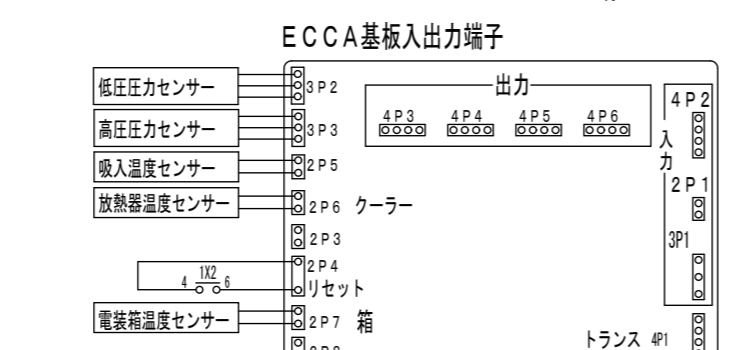 ECCA基板入出力端子
低圧圧力センサー
3P2
高圧圧力センサー
3P3
吸入温度センサー
2P5
放熱器温度センサー
2P6 クーラー
2P3
2P4
4 1X2 6
リセット
電装箱温度センサー
2P7 箱
出力
4P3 4P4 4P5 4P6
入力
4P2
2P1
3P1
トランス 4P1